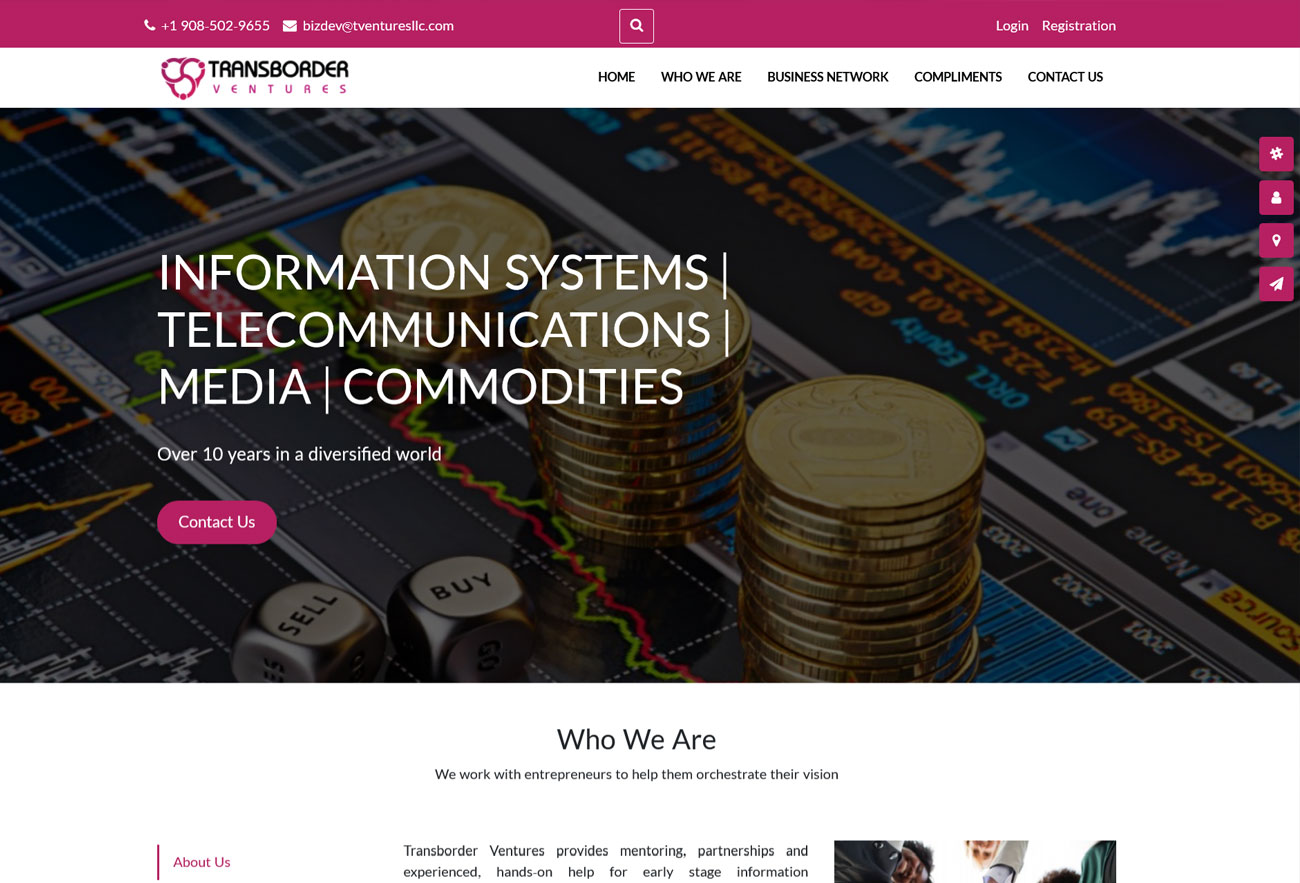 +1 908-502-9655 bizdev@tventuresllc.com Login Registration
TRANSBORDER
VENTURES
HOME WHO WE ARE BUSINESS NETWORK COMPLIMENTS CONTACT US
INFORMATION SYSTEMS |
TELECOMMUNICATIONS |
MEDIA | COMMODITIES
Over 10 years in a diversified world
Contact Us
SELL
BUY
Who We Are
We work with entrepreneurs to help them orchestrate their vision
About Us
Transborder Ventures provides mentoring, partnerships and
experienced, hands-on help for early stage information